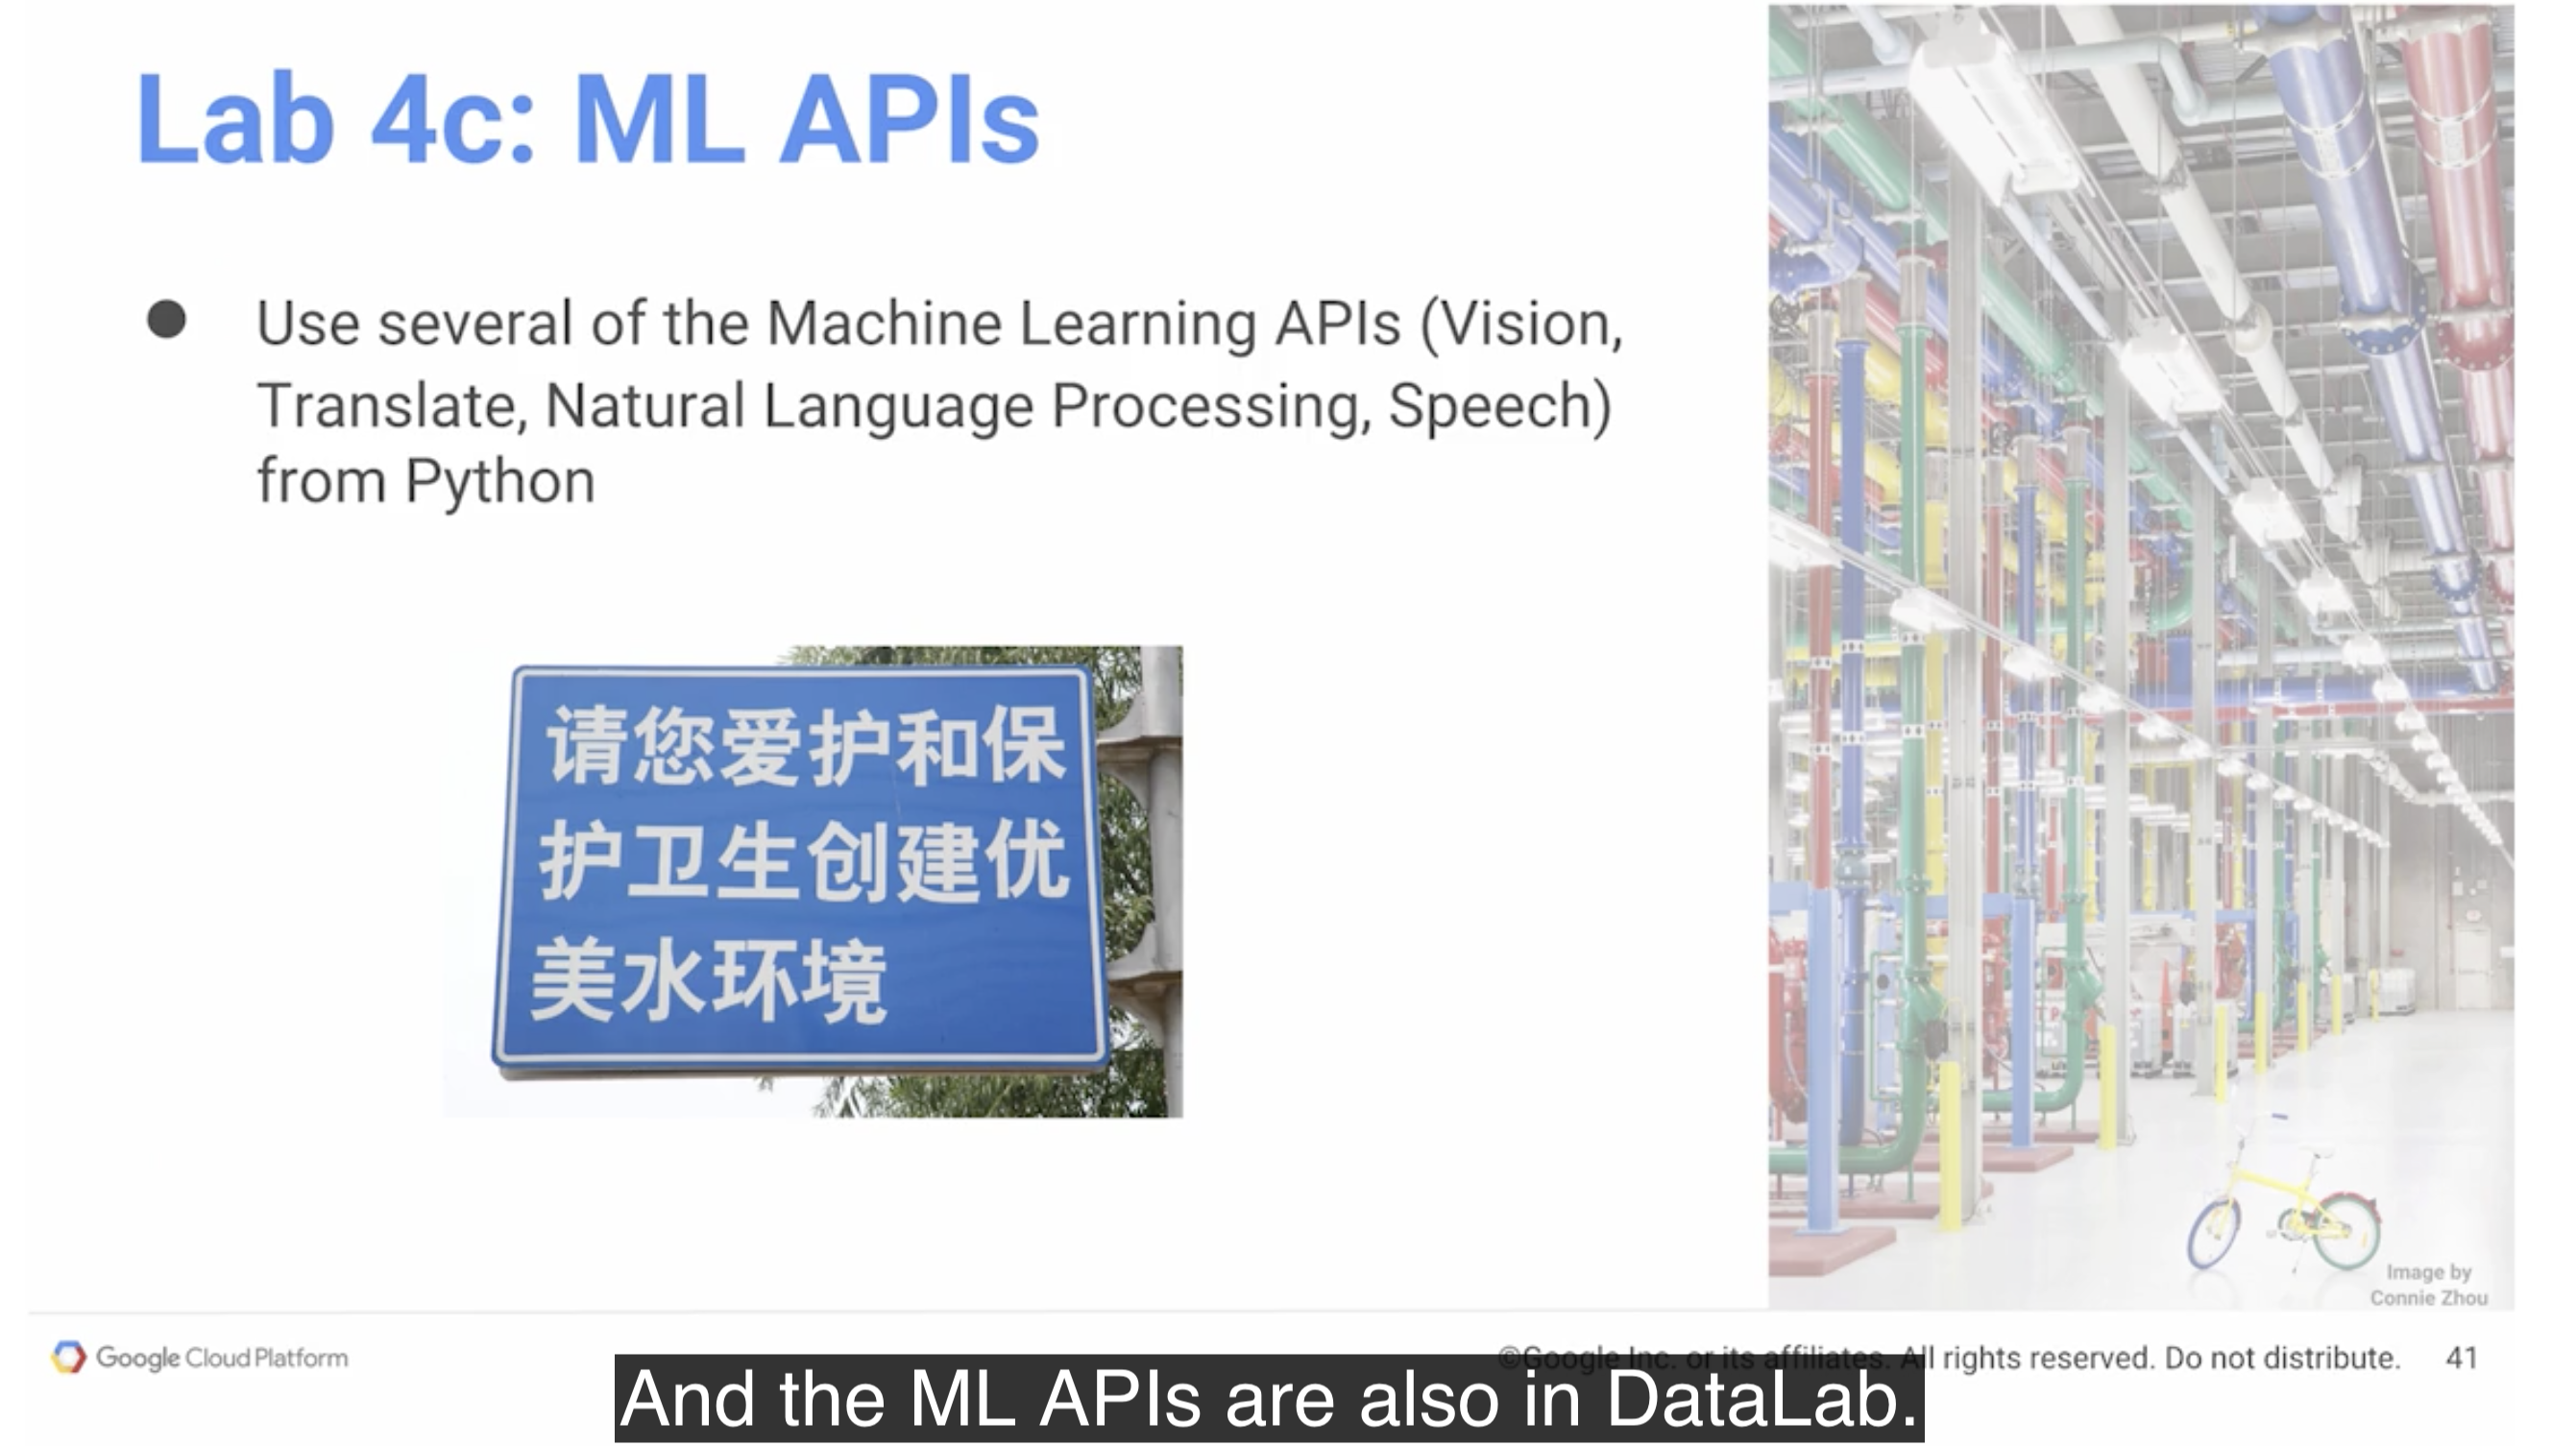 Lab 4c: ML APIs
Use several of the Machine Learning APIs (Vision,
Translate, Natural Language Processing, Speech)
from Python
请您爱护和保
护卫生创建优
美水环境
Image by
Connie Zhou
Google Cloud Platform
©Google Inc. or its affiliates. All rights reserved. Do not distribute.
41
And the ML APIs are also in DataLab.